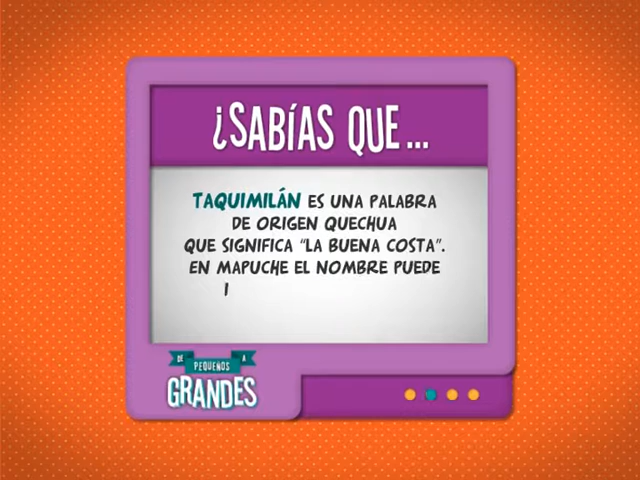 ¿SABÍAS QUE...
TAQUIMILÁN ES UNA PALABRA
DE ORIGEN QUECHUA
QUE SIGNIFICA "LA BUENA COSTA".
EN MAPUCHE EL NOMBRE PUEDE
I
DE PEQUEÑOS A
GRANDES